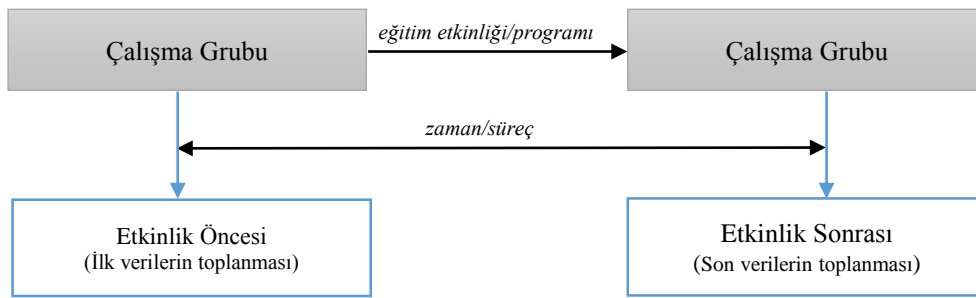 Çalışma Grubu
eğitim etkinliği/programı
Çalışma Grubu
zaman/süreç
Etkinlik Öncesi
(İlk verilerin toplanması)
Etkinlik Sonrası
(Son verilerin toplanması)